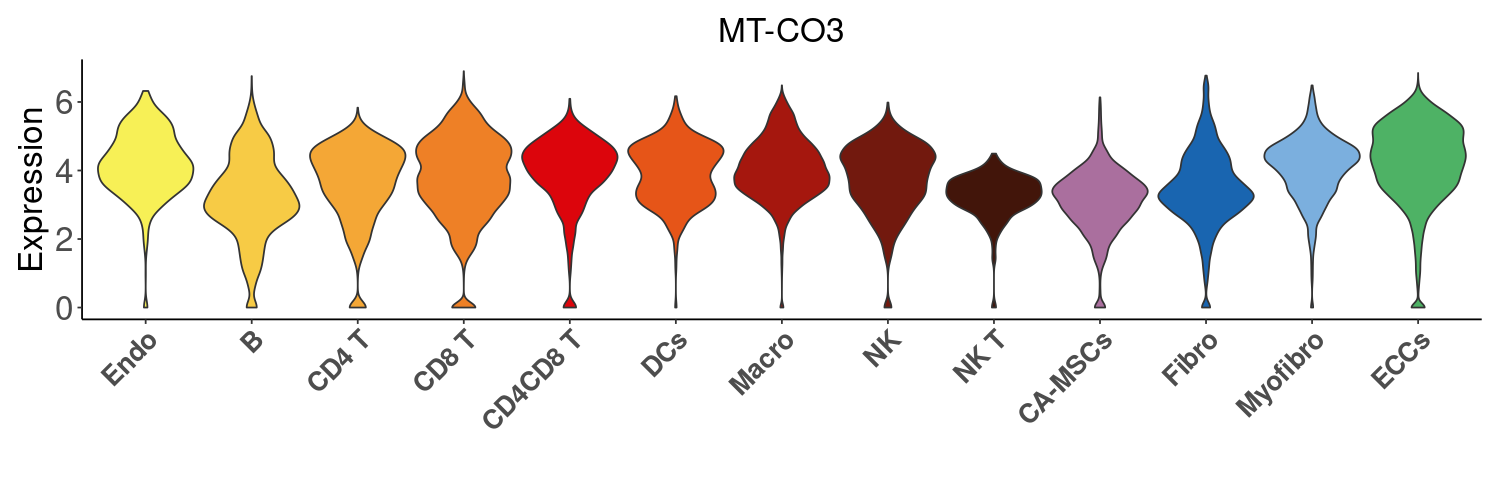 MT-CO3
Expression
6
4
2
0
Endo
B
CD4 T
CD8 T
CD4CD8 T
DCs
Macro
NK
NK T
CA-MSCs
Fibro
Myofibro
ECCs